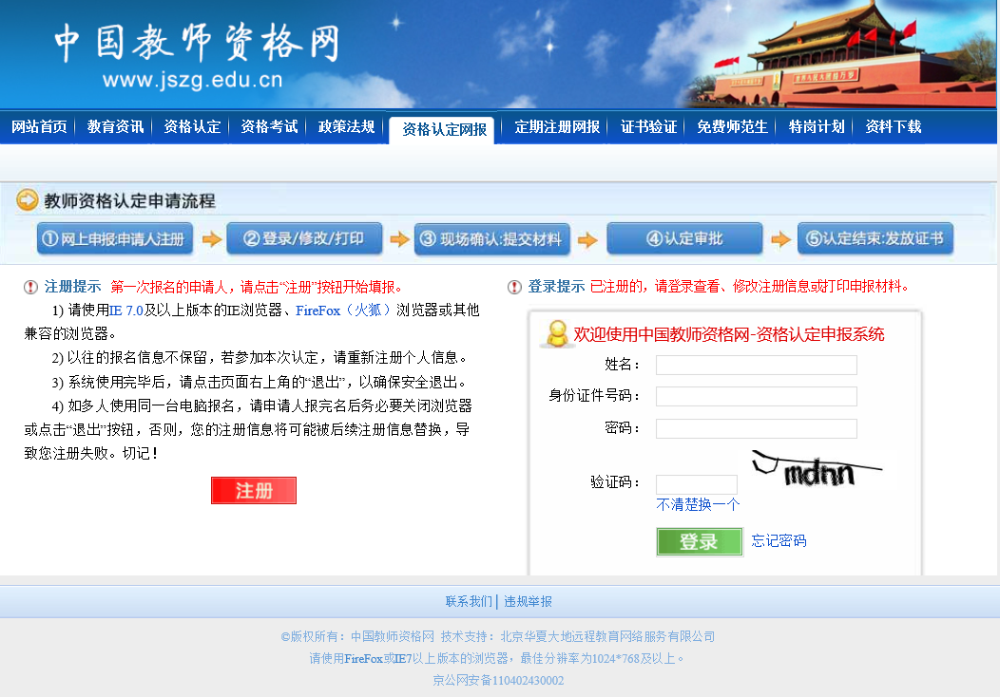 中国教师资格网
www.jszg.edu.cn
网站首页 教育资讯 资格认定 资格考试 政策法规 资格认定网报 定期注册网报 证书验证 免费师范生 特岗计划 资料下载
教师资格认定申请流程
①网上申报:申请人注册 ②登录/修改/打印 ③现场确认:提交材料 ④认定审批 ⑤认定结束:发放证书
注册提示 第一次报名的申请人，请点击“注册”按钮开始填报。
1) 请使用IE 7.0及以上版本的IE浏览器、FireFox（火狐）浏览器或其他
兼容的浏览器。
2) 以往的报名信息不保留，若参加本次认定，请重新注册个人信息。
3) 系统使用完毕后，请点击页面右上角的“退出”，以确保安全退出。
4) 如多人使用同一台电脑报名，请申请人报完名后务必要关闭浏览器
或点击“退出”按钮，否则，您的注册信息将可能被后续注册信息替换，导
致您注册失败。切记！
注册
登录提示 已注册的，请登录查看、修改注册信息或打印申报材料。
欢迎使用中国教师资格网-资格认定申报系统
姓名：
身份证件号码：
密码：
验证码： mdnn
不清楚换一个
登录 忘记密码
联系我们| 违规举报
©版权所有：中国教师资格网 技术支持：北京华夏大地远程教育网络服务有限公司
请使用FireFox或IE7以上版本的浏览器，最佳分辨率为1024*768及以上。
京公网安备110402430002